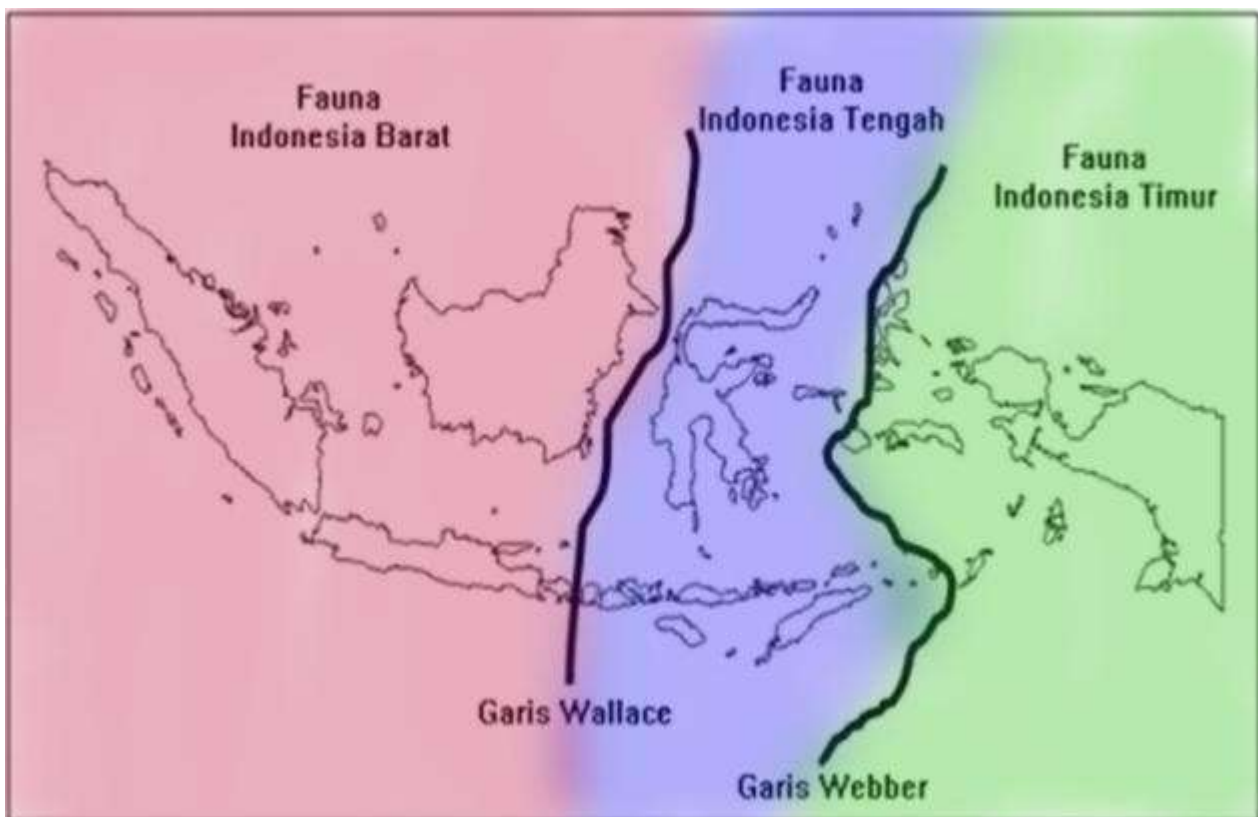 Fauna
Indonesia Barat
Fauna
Indonesia Tengah
Fauna
Indonesia Timur
Garis Wallace
Garis Webber